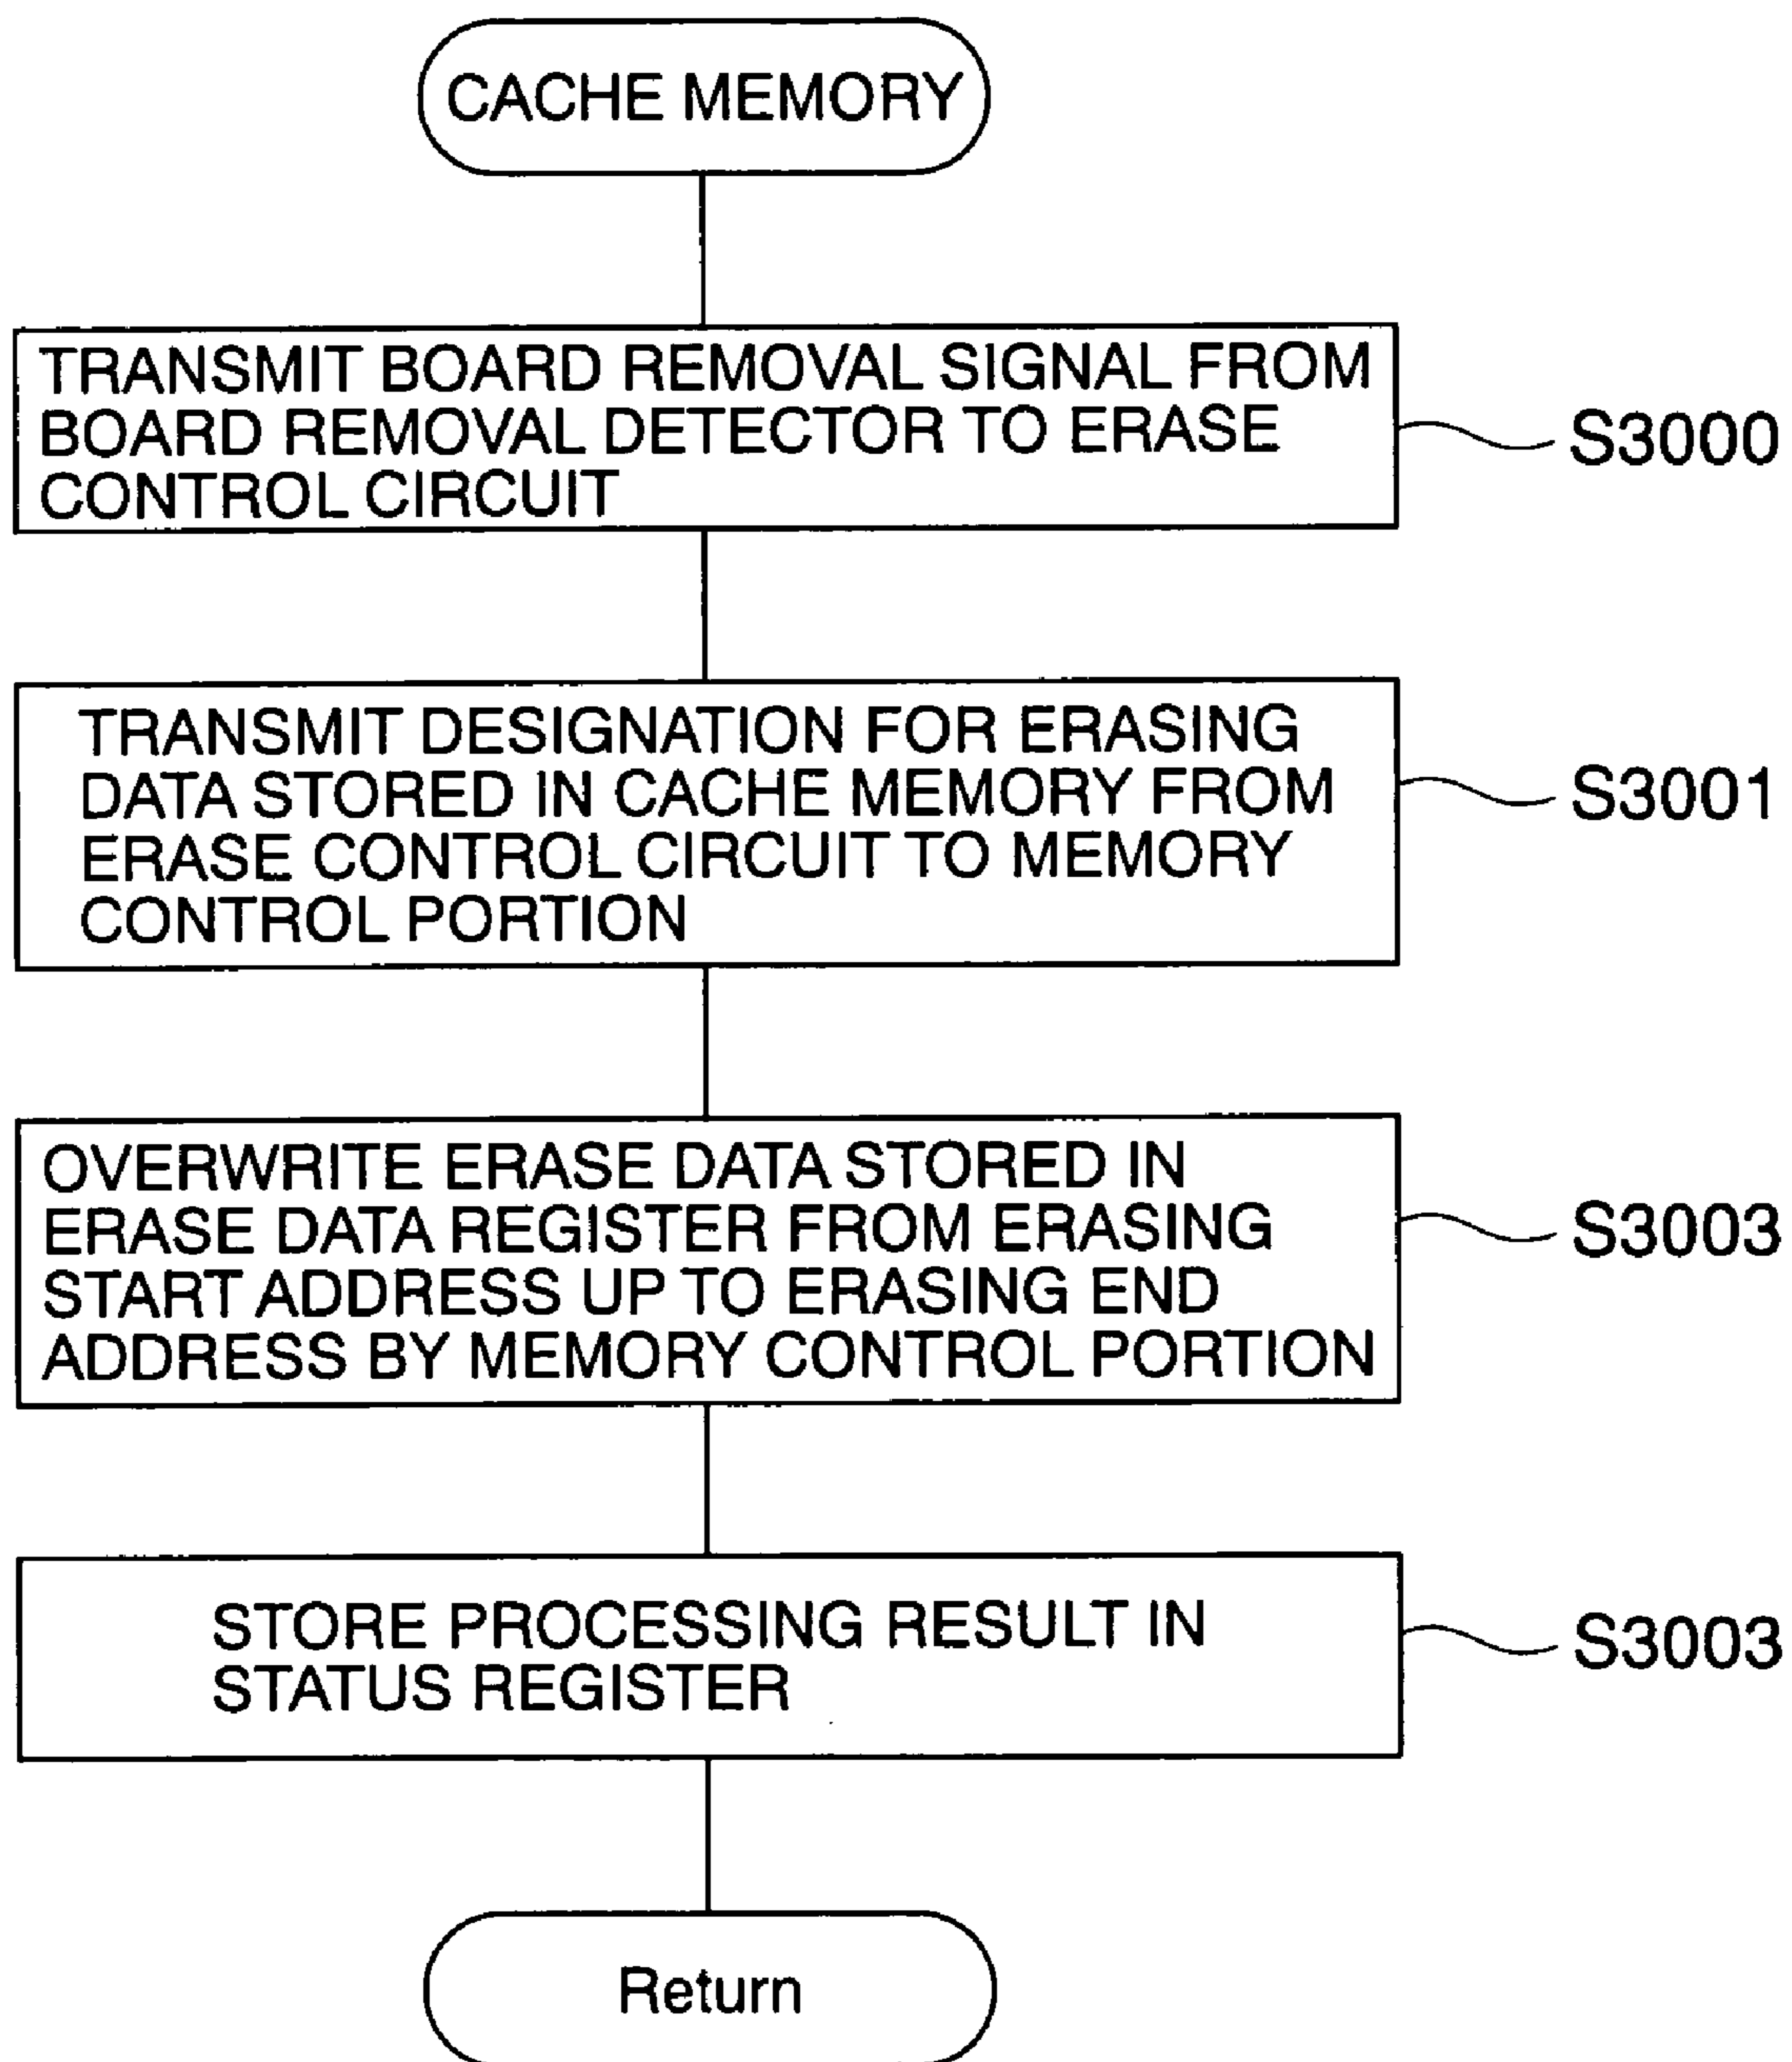 CACHE MEMORY
TRANSMIT BOARD REMOVAL SIGNAL FROM
BOARD REMOVAL DETECTOR TO ERASE
CONTROL CIRCUIT
S3000
TRANSMIT DESIGNATION FOR ERASING
DATA STORED IN CACHE MEMORY FROM
ERASE CONTROL CIRCUIT TO MEMORY
CONTROL PORTION
S3001
OVERWRITE ERASE DATA STORED IN
ERASE DATA REGISTER FROM ERASING
START ADDRESS UP TO ERASING END
ADDRESS BY MEMORY CONTROL PORTION
S3003
STORE PROCESSING RESULT IN
STATUS REGISTER
S3003
Return